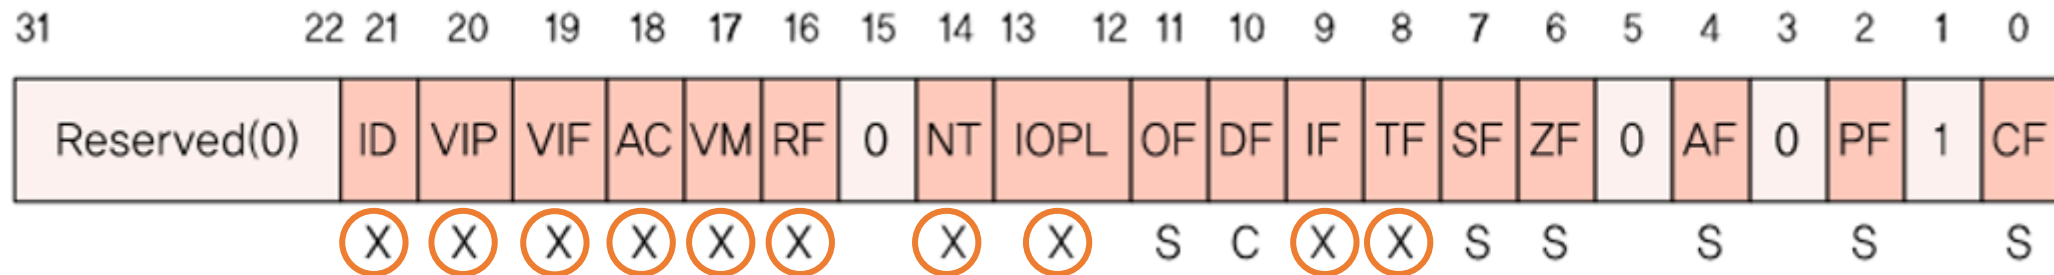 31 22 21 20 19 18 17 16 15 14 13 12 11 10 9 8 7 6 5 4 3 2 1 0
Reserved(0) ID VIP VIF AC VM RF 0 NT IOPL OF DF IF TF SF ZF 0 AF 0 PF 1 CF
X X X X X X X X S C X X S S S S S